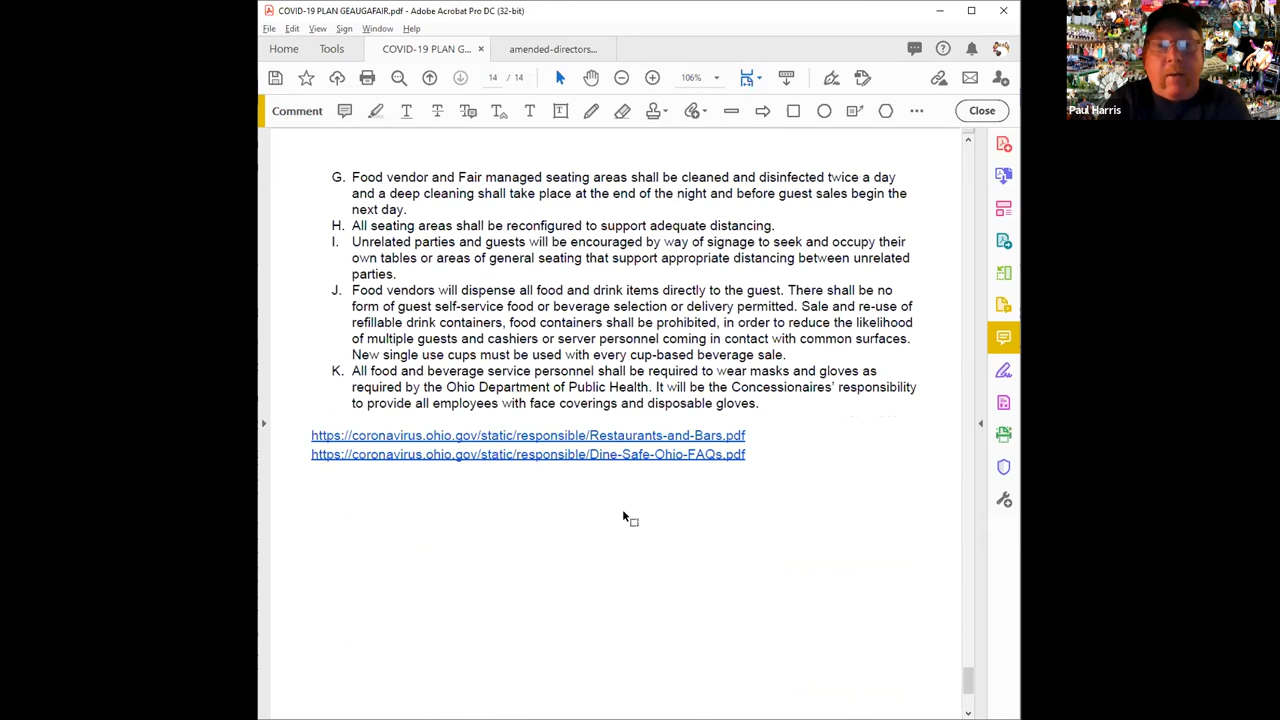 COVID-19 PLAN GEAUGAFAIR.pdf - Adobe Acrobat Pro DC (32-bit)
File Edit View Sign Window Help
Home Tools COVID-19 PLAN G... amended-directors...
14 / 14 106%
Comment Close
Paul Harris
G. Food vendor and Fair managed seating areas shall be cleaned and disinfected twice a day
and a deep cleaning shall take place at the end of the night and before guest sales begin the
next day.
H. All seating areas shall be reconfigured to support adequate distancing.
I. Unrelated parties and guests will be encouraged by way of signage to seek and occupy their
own tables or areas of general seating that support appropriate distancing between unrelated
parties.
J. Food vendors will dispense all food and drink items directly to the guest. There shall be no
form of guest self-service food or beverage selection or delivery permitted. Sale and re-use of
refillable drink containers, food containers shall be prohibited, in order to reduce the likelihood
of multiple guests and cashiers or server personnel coming in contact with common surfaces.
New single use cups must be used with every cup-based beverage sale.
K. All food and beverage service personnel shall be required to wear masks and gloves as
required by the Ohio Department of Public Health. It will be the Concessionaires’ responsibility
to provide all employees with face coverings and disposable gloves.
https://coronavirus.ohio.gov/static/responsible/Restaurants-and-Bars.pdf
https://coronavirus.ohio.gov/static/responsible/Dine-Safe-Ohio-FAQs.pdf